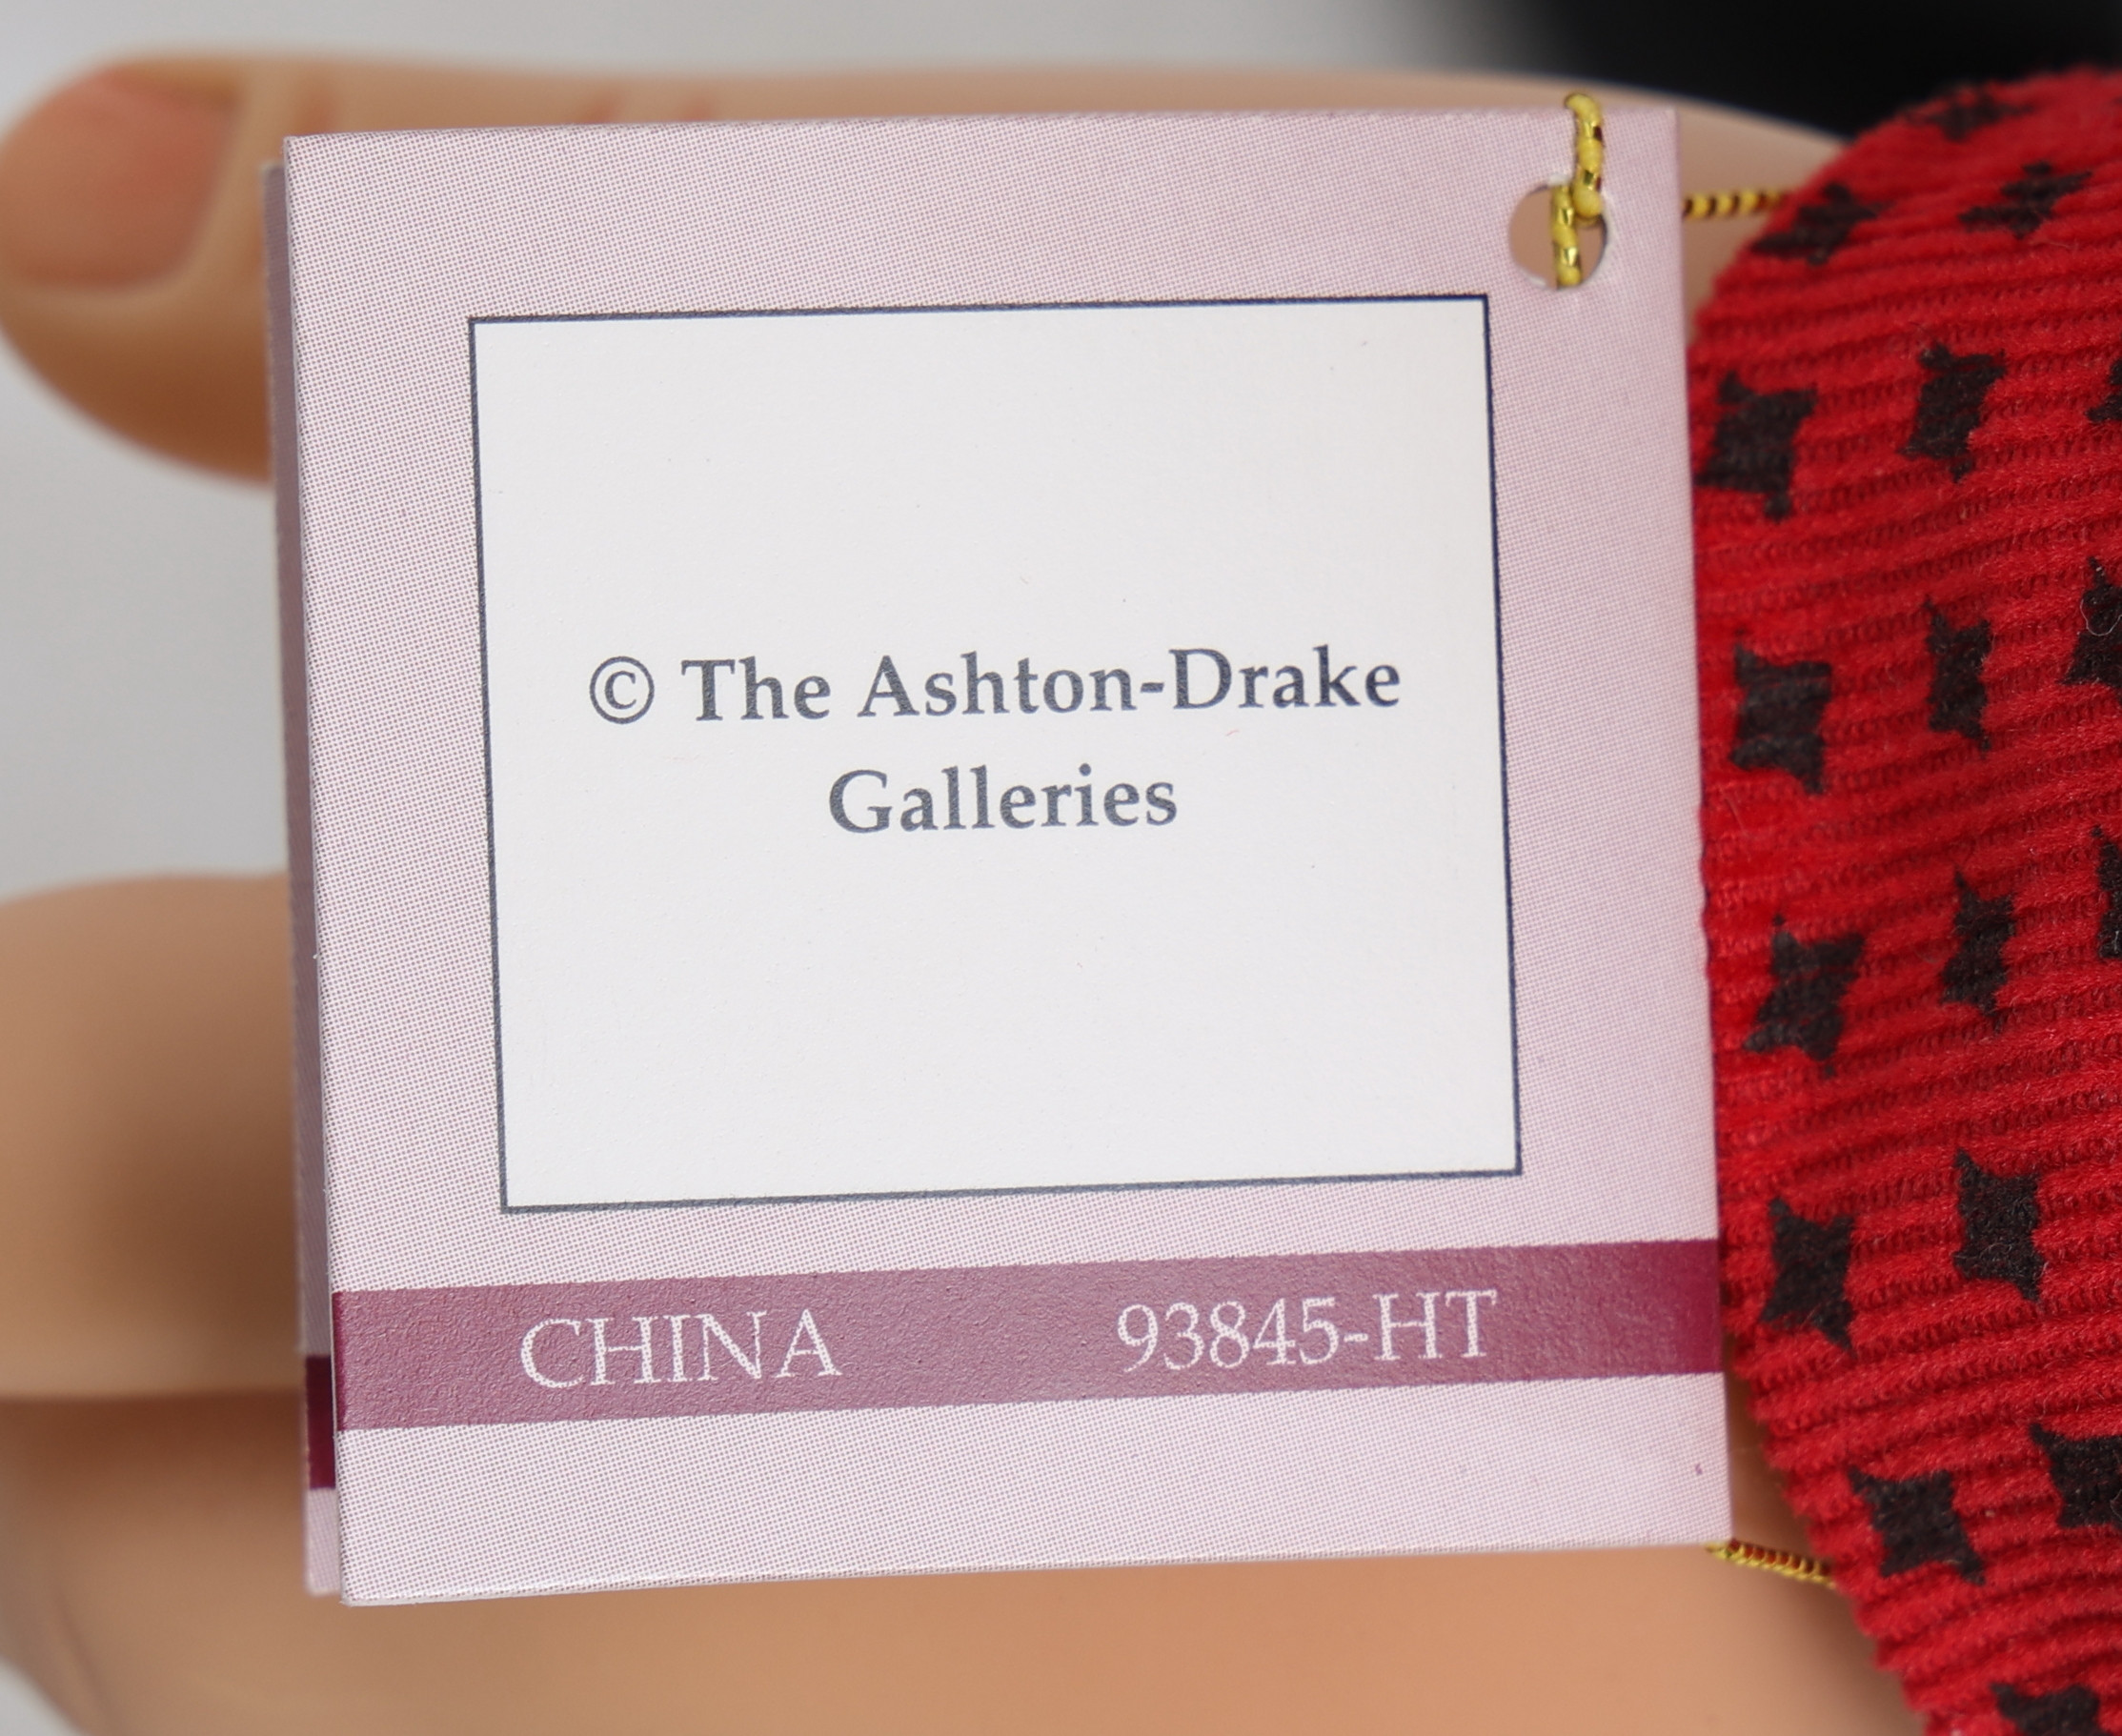 © The Ashton-Drake
Galleries
CHINA 93845-HT